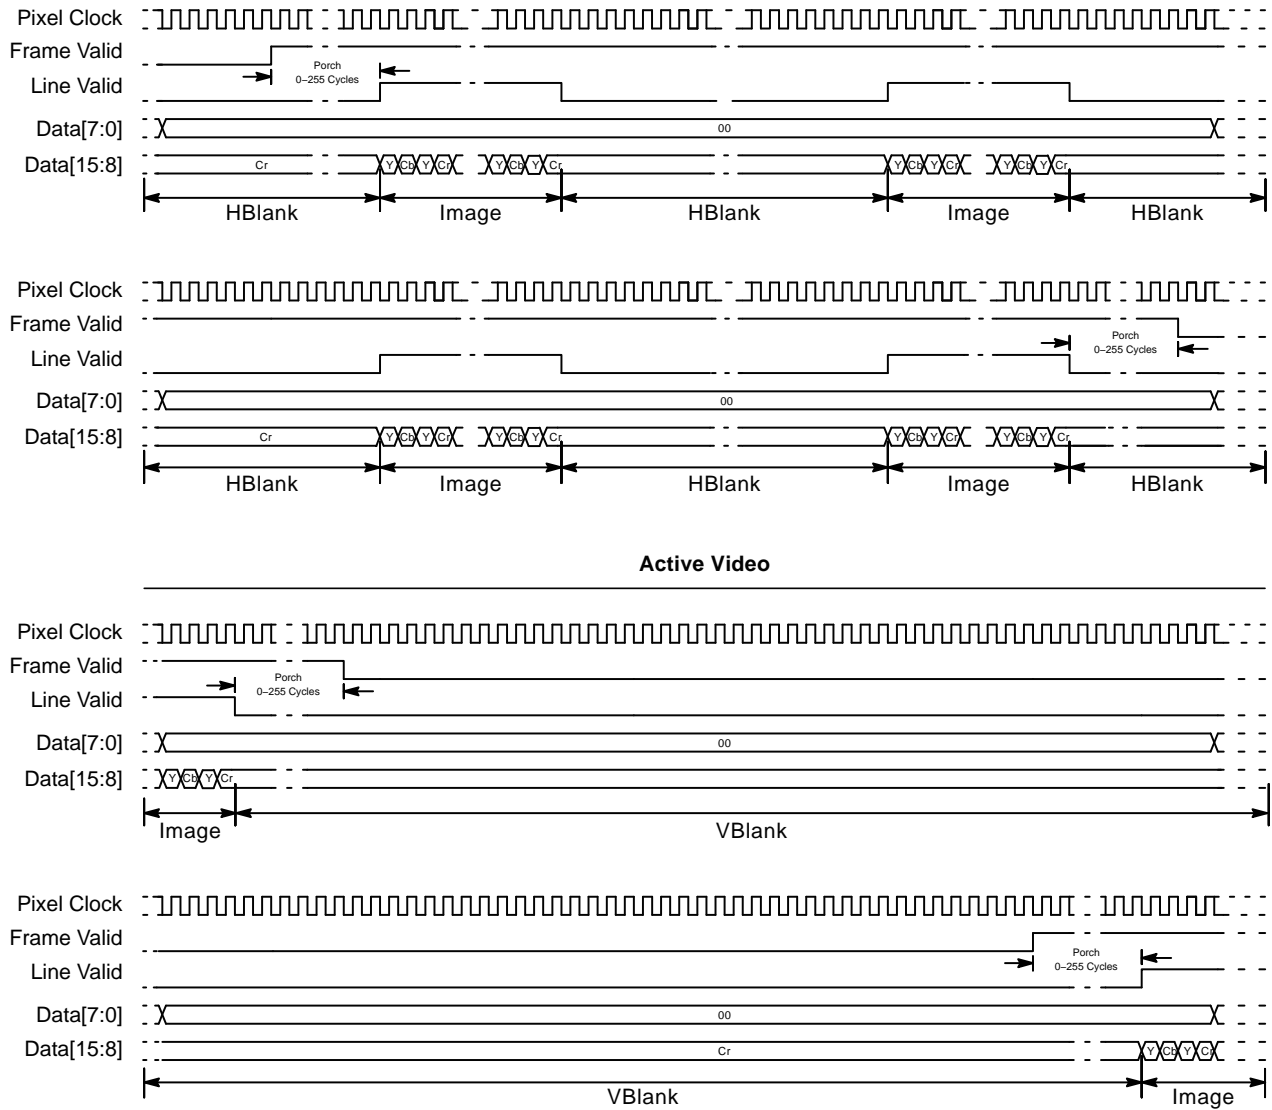 Pixel Clock
Frame Valid
Porch
0–255 Cycles
Line Valid
Data[7:0]
00
Data[15:8]
Cr Y Cb Y Cr Y Cb Y Cr Y Cb Y Cr Y Cb Y Cr
HBlank Image HBlank Image HBlank
Pixel Clock
Frame Valid
Porch
0–255 Cycles
Line Valid
Data[7:0]
00
Data[15:8]
Cr Y Cb Y Cr Y Cb Y Cr Y Cb Y Cr Y Cb Y Cr
HBlank Image HBlank Image HBlank
Active Video
Pixel Clock
Frame Valid
Porch
0–255 Cycles
Line Valid
Data[7:0]
00
Data[15:8]
Y Cb Y Cr
Image VBlank
Pixel Clock
Frame Valid
Porch
0–255 Cycles
Line Valid
Data[7:0]
00
Data[15:8]
Cr Y Cb Y Cr
VBlank Image